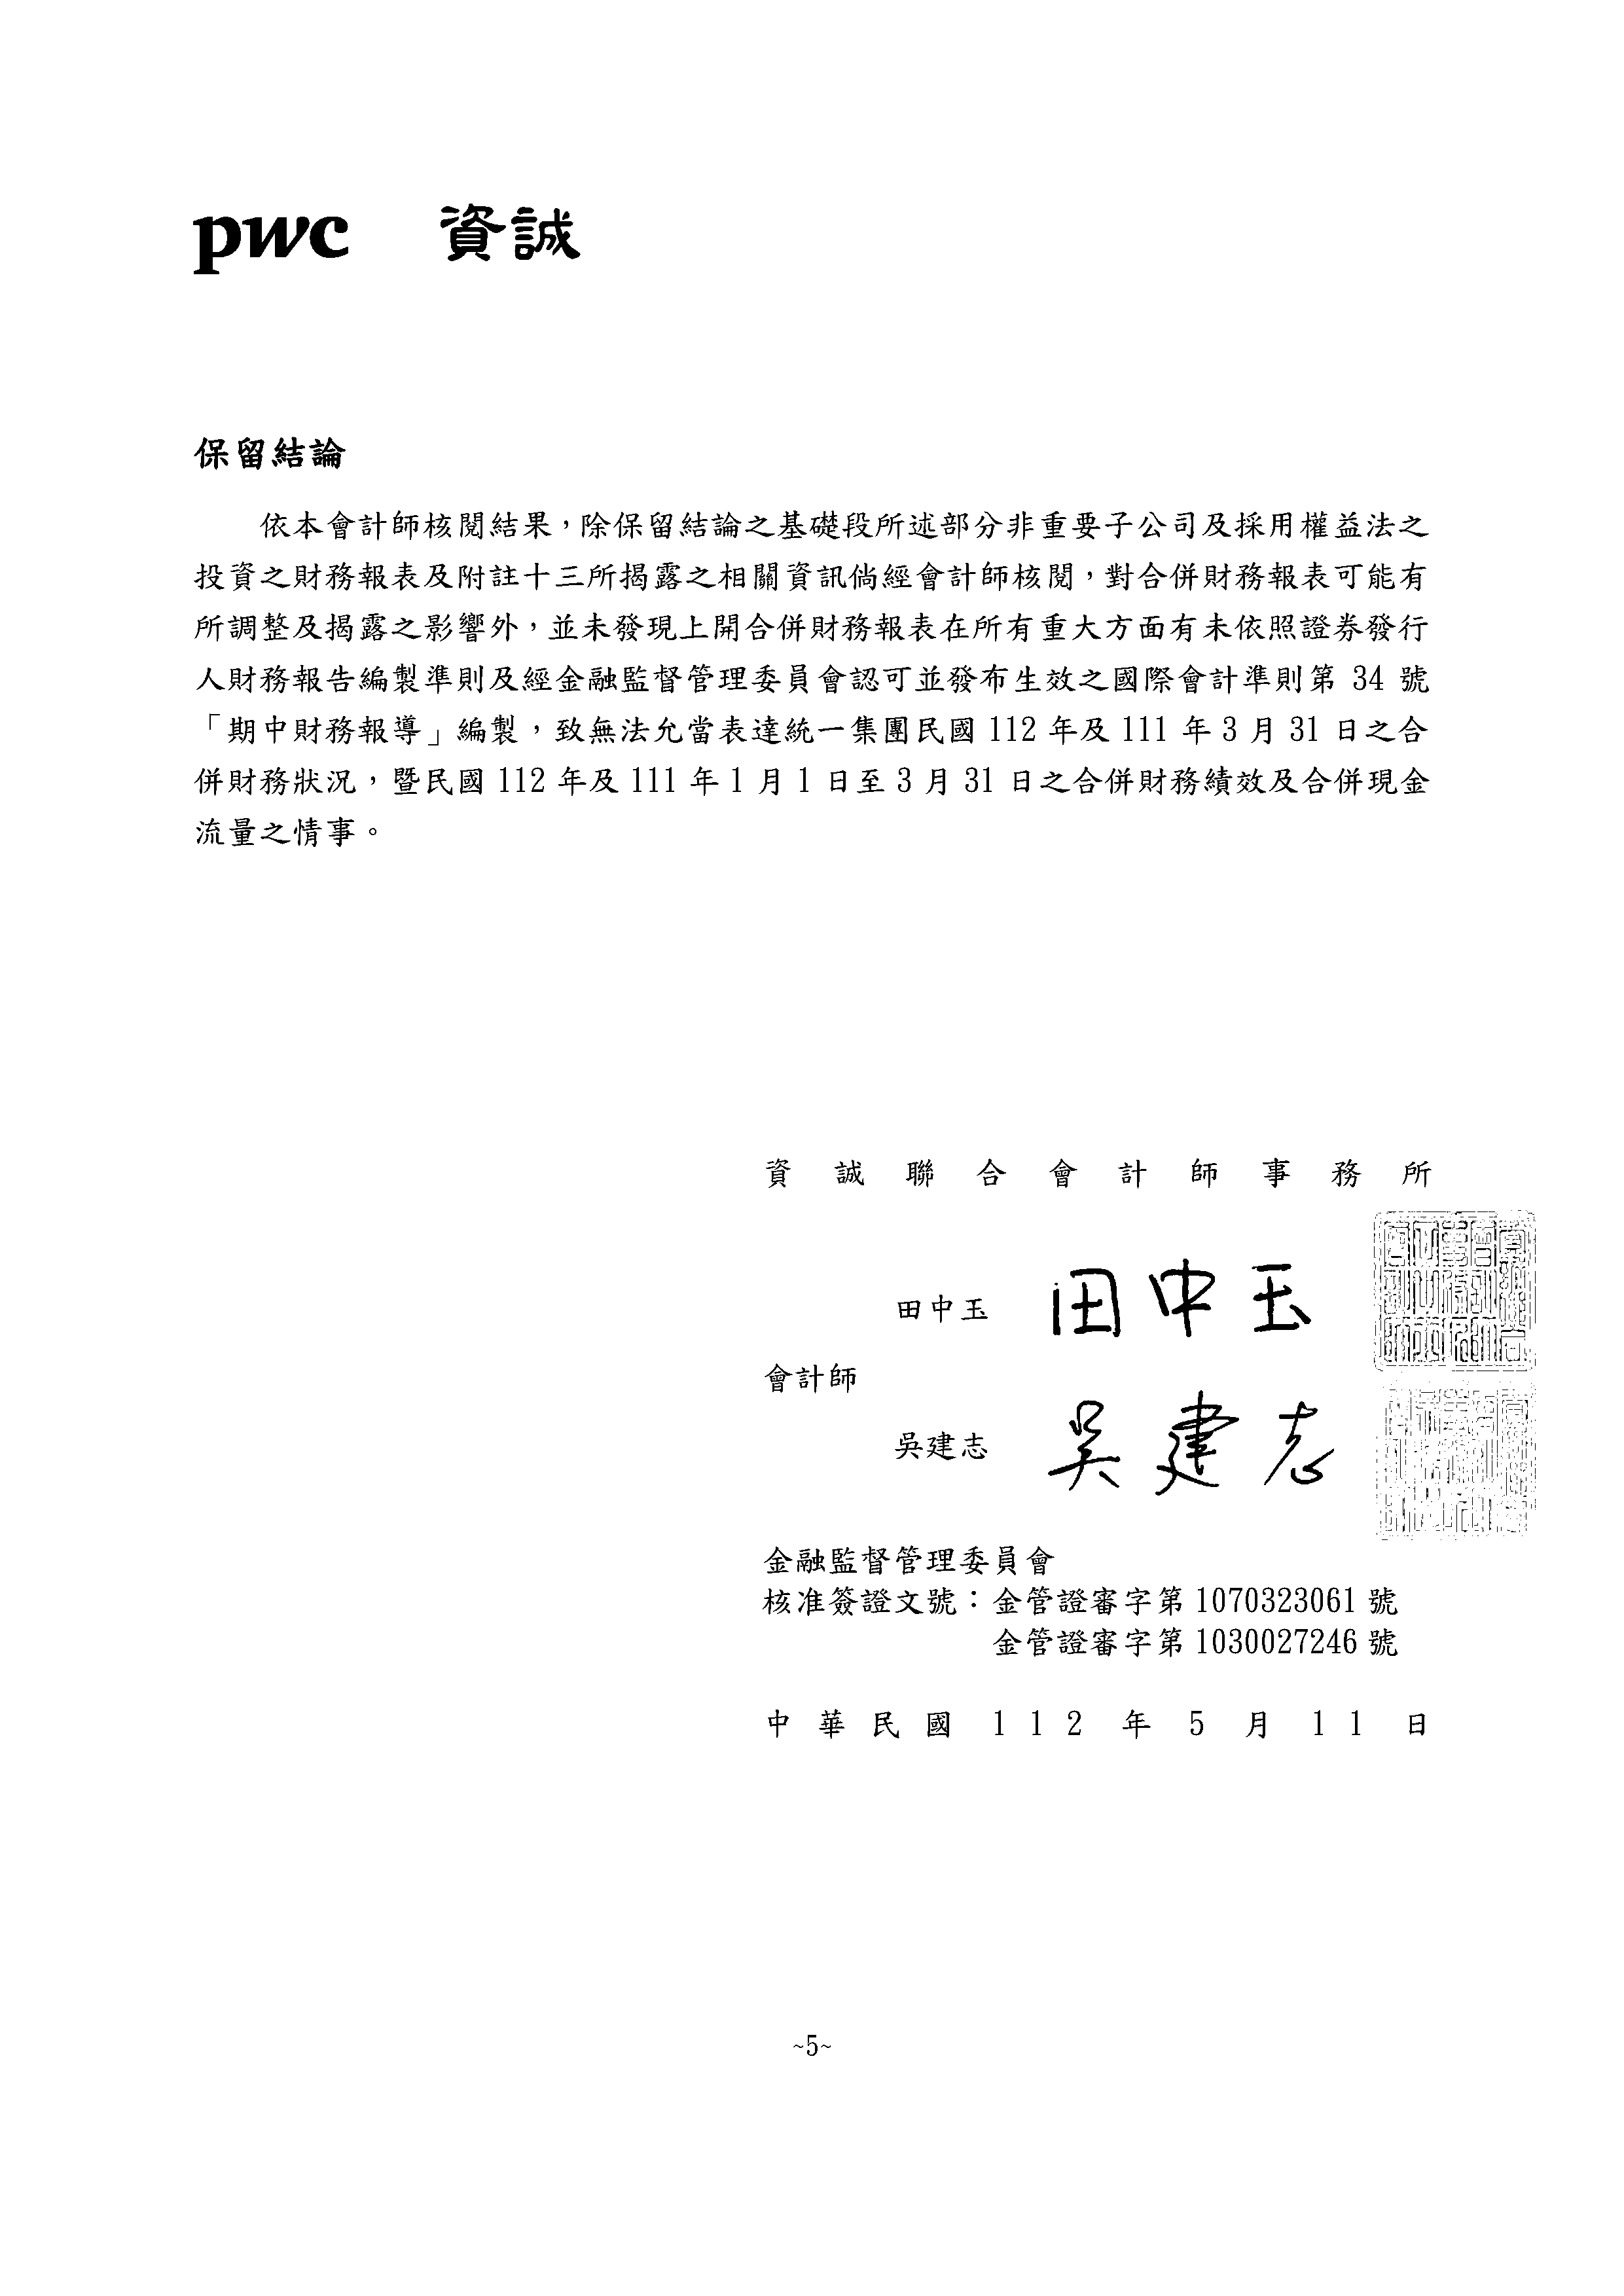 pwc 資誠
保留結論
依本會計師核閱結果，除保留結論之基礎段所述部分非重要子公司及採用權益法之
投資之財務報表及附註十三所揭露之相關資訊倘經會計師核閱，對合併財務報表可能有
所調整及揭露之影響外，並未發現上開合併財務報表在所有重大方面有未依照證券發行
人財務報告編製準則及經金融監督管理委員會認可並發布生效之國際會計準則第 34 號
「期中財務報導」編製，致無法允當表達統一集團民國 112 年及 111 年 3 月 31 日之合
併財務狀況，暨民國 112 年及 111 年 1 月 1 日至 3 月 31 日之合併財務績效及合併現金
流量之情事。
資誠聯合會計師事務所
田中玉 田中玉
會計師
吳建志 吳建志
金融監督管理委員會
核准簽證文號：金管證審字第 1070323061 號
金管證審字第 1030027246 號
中華民國 112 年 5 月 11 日
~5~